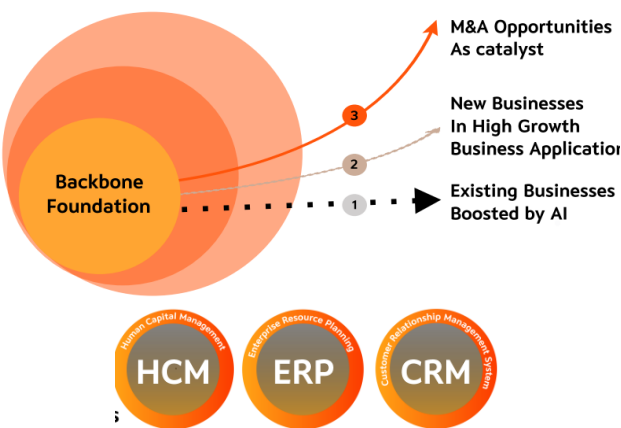 M&A Opportunities
As catalyst
3
New Businesses
In High Growth
Business Application
2
Backbone
Foundation
Existing Businesses
Boosted by AI
1
Human Capital Management
HCM
Enterprise Resource Planning
ERP
Customer Relationship Management System
CRM
s